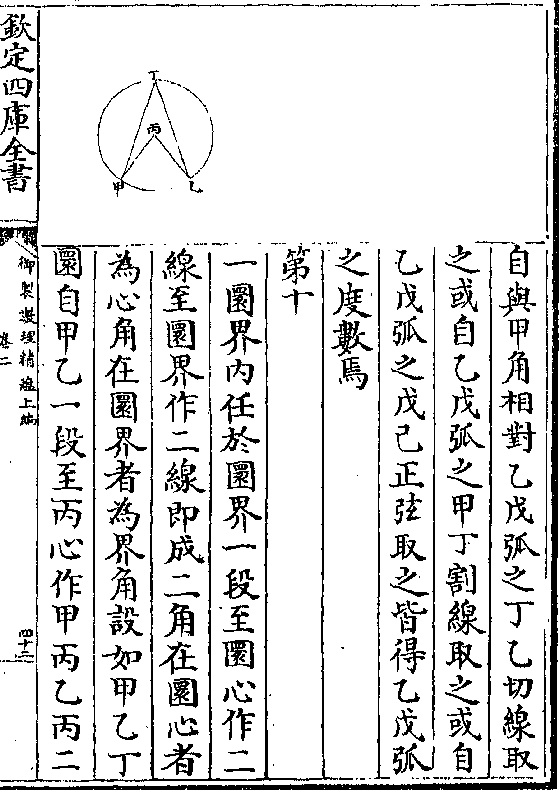 自與甲角相對乙戊弧之丁乙切線取
之或自乙戊弧之甲丁割線取之或自
乙戊弧之戊己正弦取之皆得乙戊弧
之度數焉
第十
一圜界内任於圜界一段至圜心作二
線至圜界作二線即成二角在圜心者
為心角在圜界者為界角設如甲乙丁
圜自甲乙一段至丙心作甲丙乙丙二
丁
丙
甲
乙
欽定四庫全書
御製數理精薀上編
卷二
四十三